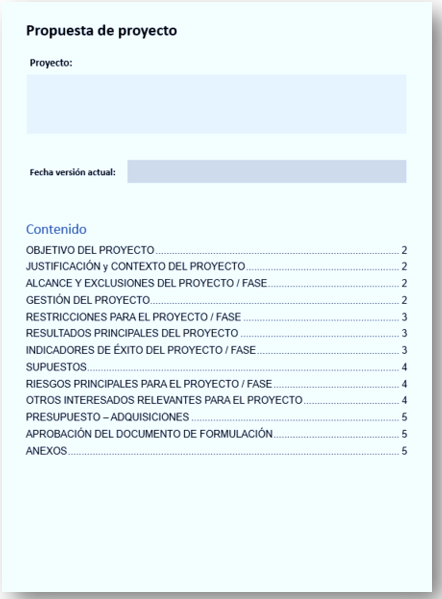 Propuesta de proyecto
Proyecto:
Fecha versión actual:
Contenido
OBJETIVO DEL PROYECTO 2
JUSTIFICACIÓN y CONTEXTO DEL PROYECTO 2
ALCANCE Y EXCLUSIONES DEL PROYECTO / FASE 2
GESTIÓN DEL PROYECTO 2
RESTRICCIONES PARA EL PROYECTO / FASE 3
RESULTADOS PRINCIPALES DEL PROYECTO 3
INDICADORES DE ÉXITO DEL PROYECTO / FASE 3
SUPUESTOS 4
RIESGOS PRINCIPALES PARA EL PROYECTO / FASE 4
OTROS INTERESADOS RELEVANTES PARA EL PROYECTO 4
PRESUPUESTO – ADQUISICIONES 5
APROBACIÓN DEL DOCUMENTO DE FORMULACIÓN 5
ANEXOS 5